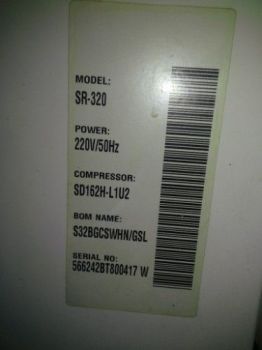 MODEL:
SR-320
POWER:
220V/50Hz
COMPRESSOR:
SD162H-L1U2
BOM NAME:
S32BGCSWHN/GSL
SERIAL NO:
566242BT800417 W